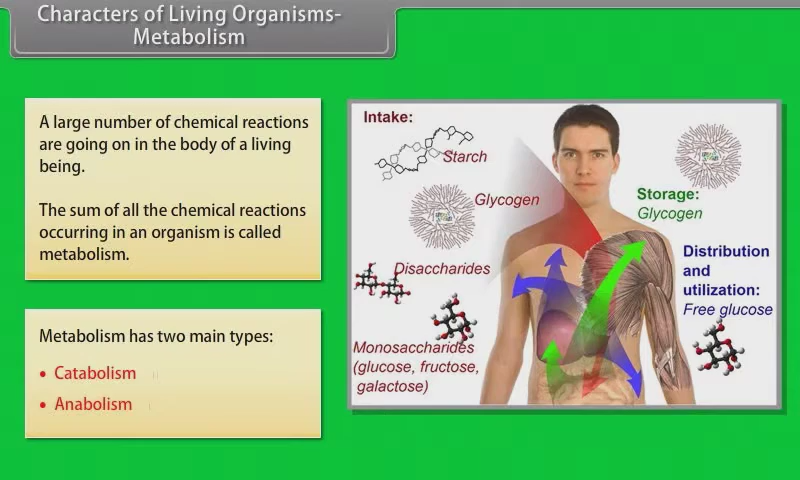 Characters of Living Organisms-
Metabolism
A large number of chemical reactions
are going on in the body of a living
being.
The sum of all the chemical reactions
occurring in an organism is called
metabolism.
Metabolism has two main types:
• Catabolism
• Anabolism
Intake:
Starch
Glycogen
Disaccharides
Monosaccharides
(glucose, fructose,
galactose)
Storage:
Glycogen
Distribution
and
utilization:
Free glucose